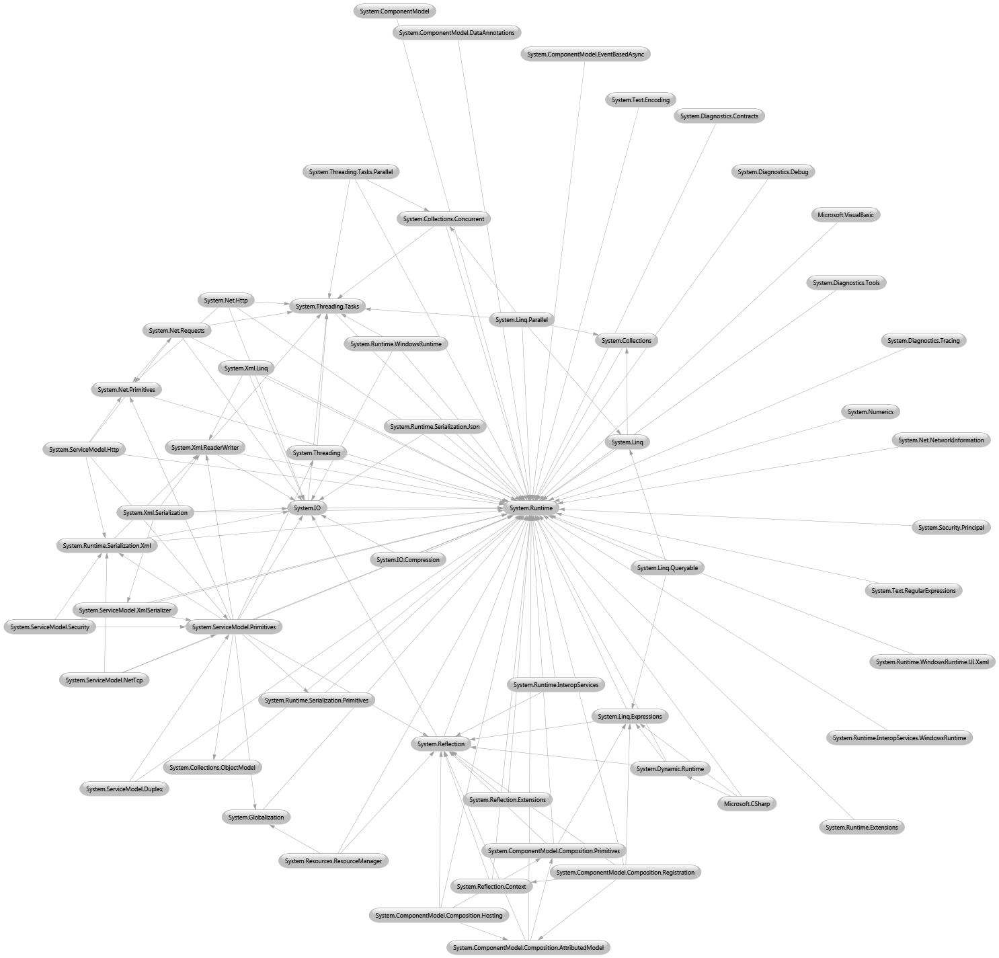 System.ComponentModel
System.ComponentModel.DataAnnotations
System.ComponentModel.EventBasedAsync
System.Text.Encoding
System.Diagnostics.Contracts
System.Threading.Tasks.Parallel
System.Diagnostics.Debug
System.Collections.Concurrent
Microsoft.VisualBasic
System.Diagnostics.Tools
System.Net.Http
System.Threading.Tasks
System.Linq.Parallel
System.Net.Requests
System.Runtime.WindowsRuntime
System.Collections
System.Diagnostics.Tracing
System.Xml.Linq
System.Net.Primitives
System.Numerics
System.Runtime.Serialization.Json
System.Net.NetworkInformation
System.ServiceModel.Http
System.Xml.ReaderWriter
System.Threading
System.Linq
System.Xml.Serialization
System.IO
System.Runtime
System.Security.Principal
System.Runtime.Serialization.Xml
System.IO.Compression
System.Linq.Queryable
System.Text.RegularExpressions
System.ServiceModel.XmlSerializer
System.ServiceModel.Security
System.ServiceModel.Primitives
System.Runtime.WindowsRuntime.UI.Xaml
System.ServiceModel.NetTcp
System.Runtime.InteropServices
System.Runtime.Serialization.Primitives
System.Linq.Expressions
System.Runtime.InteropServices.WindowsRuntime
System.Reflection
System.Collections.ObjectModel
System.Dynamic.Runtime
System.ServiceModel.Duplex
System.Reflection.Extensions
Microsoft.CSharp
System.Globalization
System.Runtime.Extensions
System.ComponentModel.Composition.Primitives
System.Resources.ResourceManager
System.ComponentModel.Composition.Registration
System.Reflection.Context
System.ComponentModel.Composition.Hosting
System.ComponentModel.Composition.AttributedModel